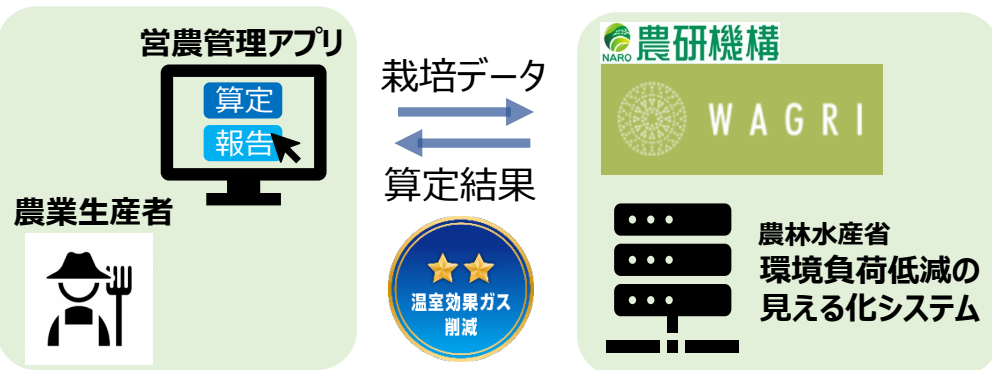 営農管理アプリ
算定
報告
農業生産者
栽培データ
算定結果
温室効果ガス
削減
NARO 農研機構
WAGRI
農林水産省
環境負荷低減の
見える化システム